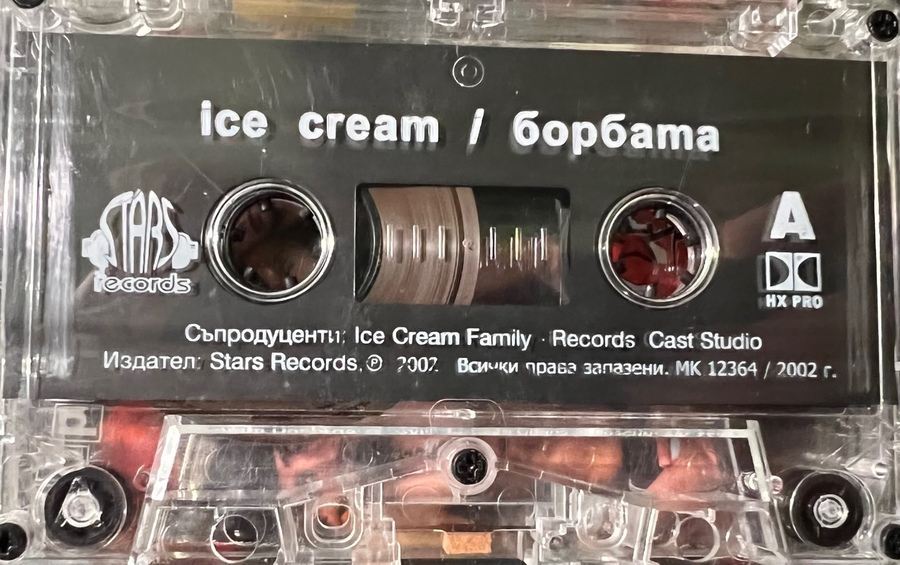 ice cream / борбата
STARS
records
A
HX PRO
Съпродуценти: Ice Cream Family · Records Cast Studio
Издател: Stars Records. ℗ 2002 Всички права запазени. МК 12364 / 2002 г.